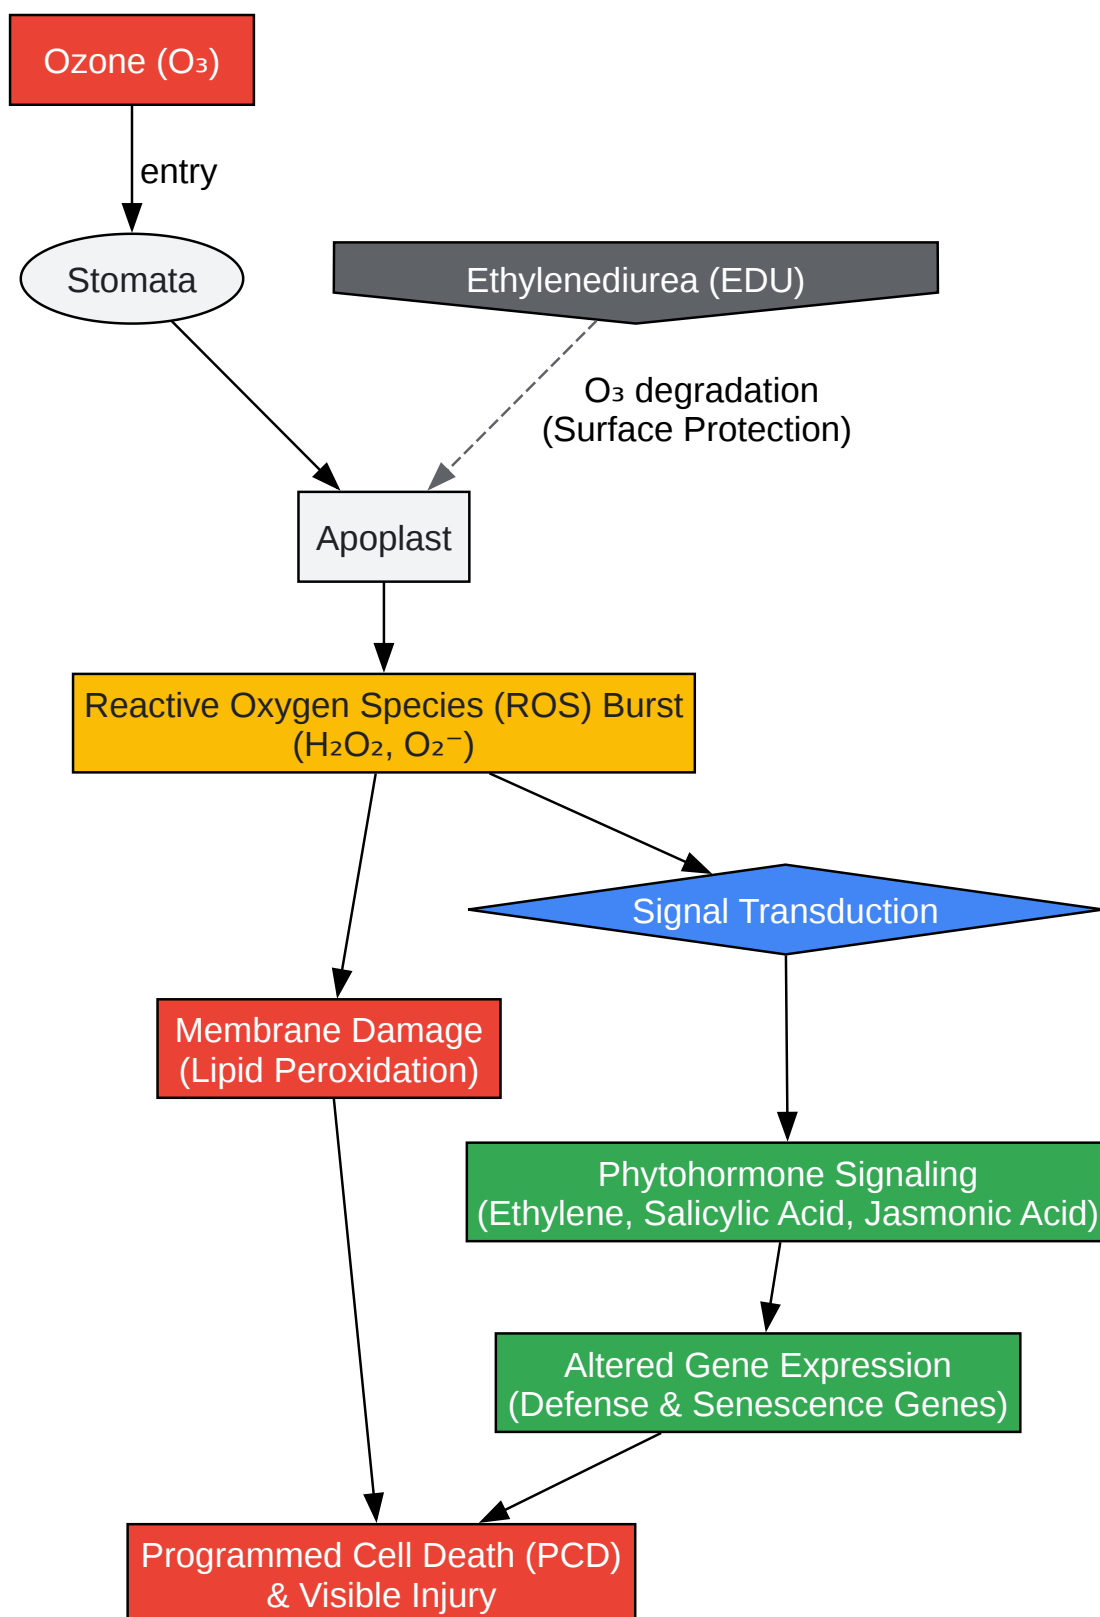 Ozone (O₃)
entry
Stomata
Ethylenediurea (EDU)
O₃ degradation
(Surface Protection)
Apoplast
Reactive Oxygen Species (ROS) Burst
(H₂O₂, O₂⁻)
Signal Transduction
Membrane Damage
(Lipid Peroxidation)
Phytohormone Signaling
(Ethylene, Salicylic Acid, Jasmonic Acid)
Altered Gene Expression
(Defense & Senescence Genes)
Programmed Cell Death (PCD)
& Visible Injury